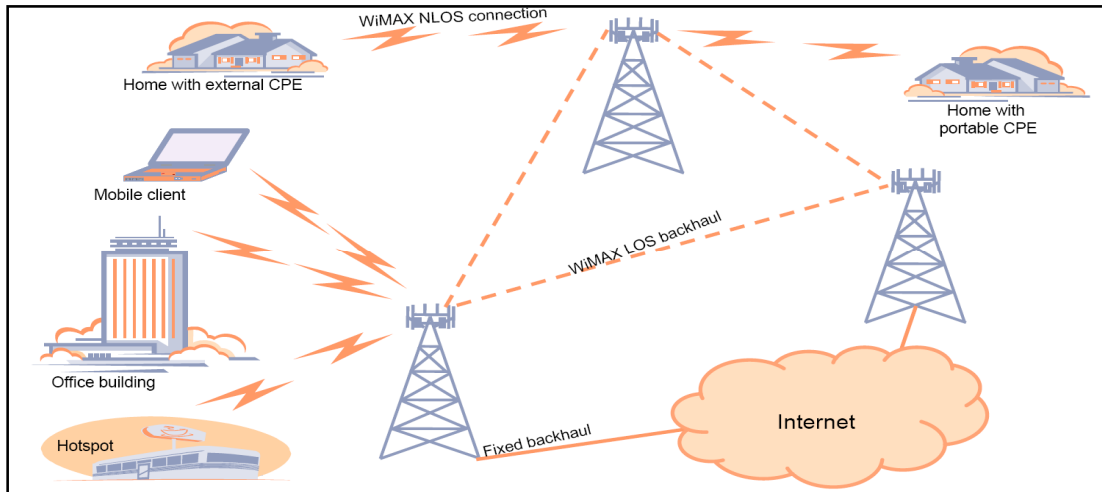 WiMAX NLOS connection
Home with external CPE
Home with
portable CPE
Mobile client
WiMAX LOS backhaul
Office building
Internet
Hotspot
Fixed backhaul